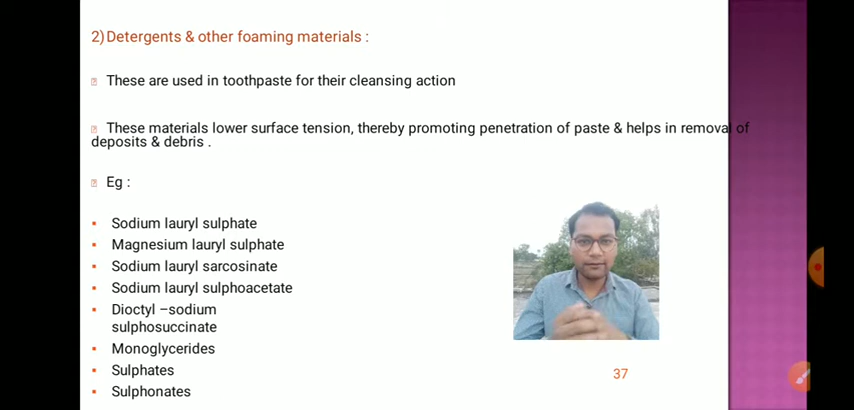 2)Detergents & other foaming materials :
These are used in toothpaste for their cleansing action
These materials lower surface tension, thereby promoting penetration of paste & helps in removal of
deposits & debris .
Eg :
Sodium lauryl sulphate
Magnesium lauryl sulphate
Sodium lauryl sarcosinate
Sodium lauryl sulphoacetate
Dioctyl –sodium
sulphosuccinate
Monoglycerides
Sulphates
Sulphonates
37